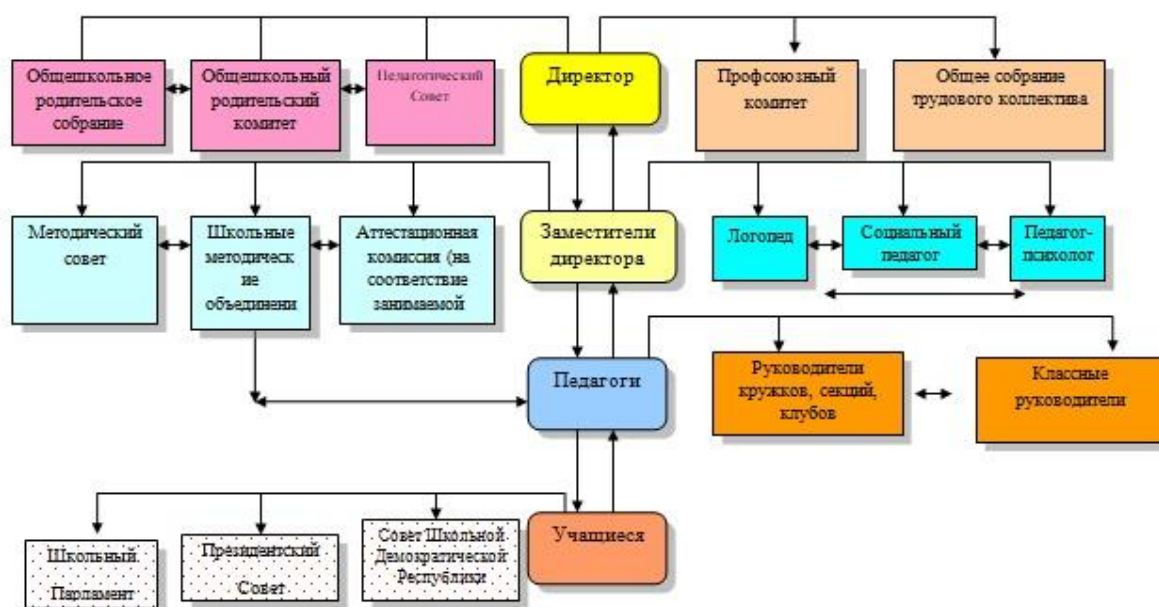 Общешкольное
родительское
собрание
Общешкольный
родительский
комитет
Педагогический
Совет
Директор
Профсоюзный
комитет
Общее собрание
трудового коллектива
Методический
совет
Школьные
методическ
ие
объединени
Аттестационная
комиссия (на
соответствие
занимаемой
Заместители
директора
Логопед
Социальный
педагог
Педагог-
психолог
Педагоги
Руководители
кружков, секций,
клубов
Классные
руководители
Школьный
Парламент
Президентский
Совет
Совет Школьной
Демократической
Республики
Учащиеся